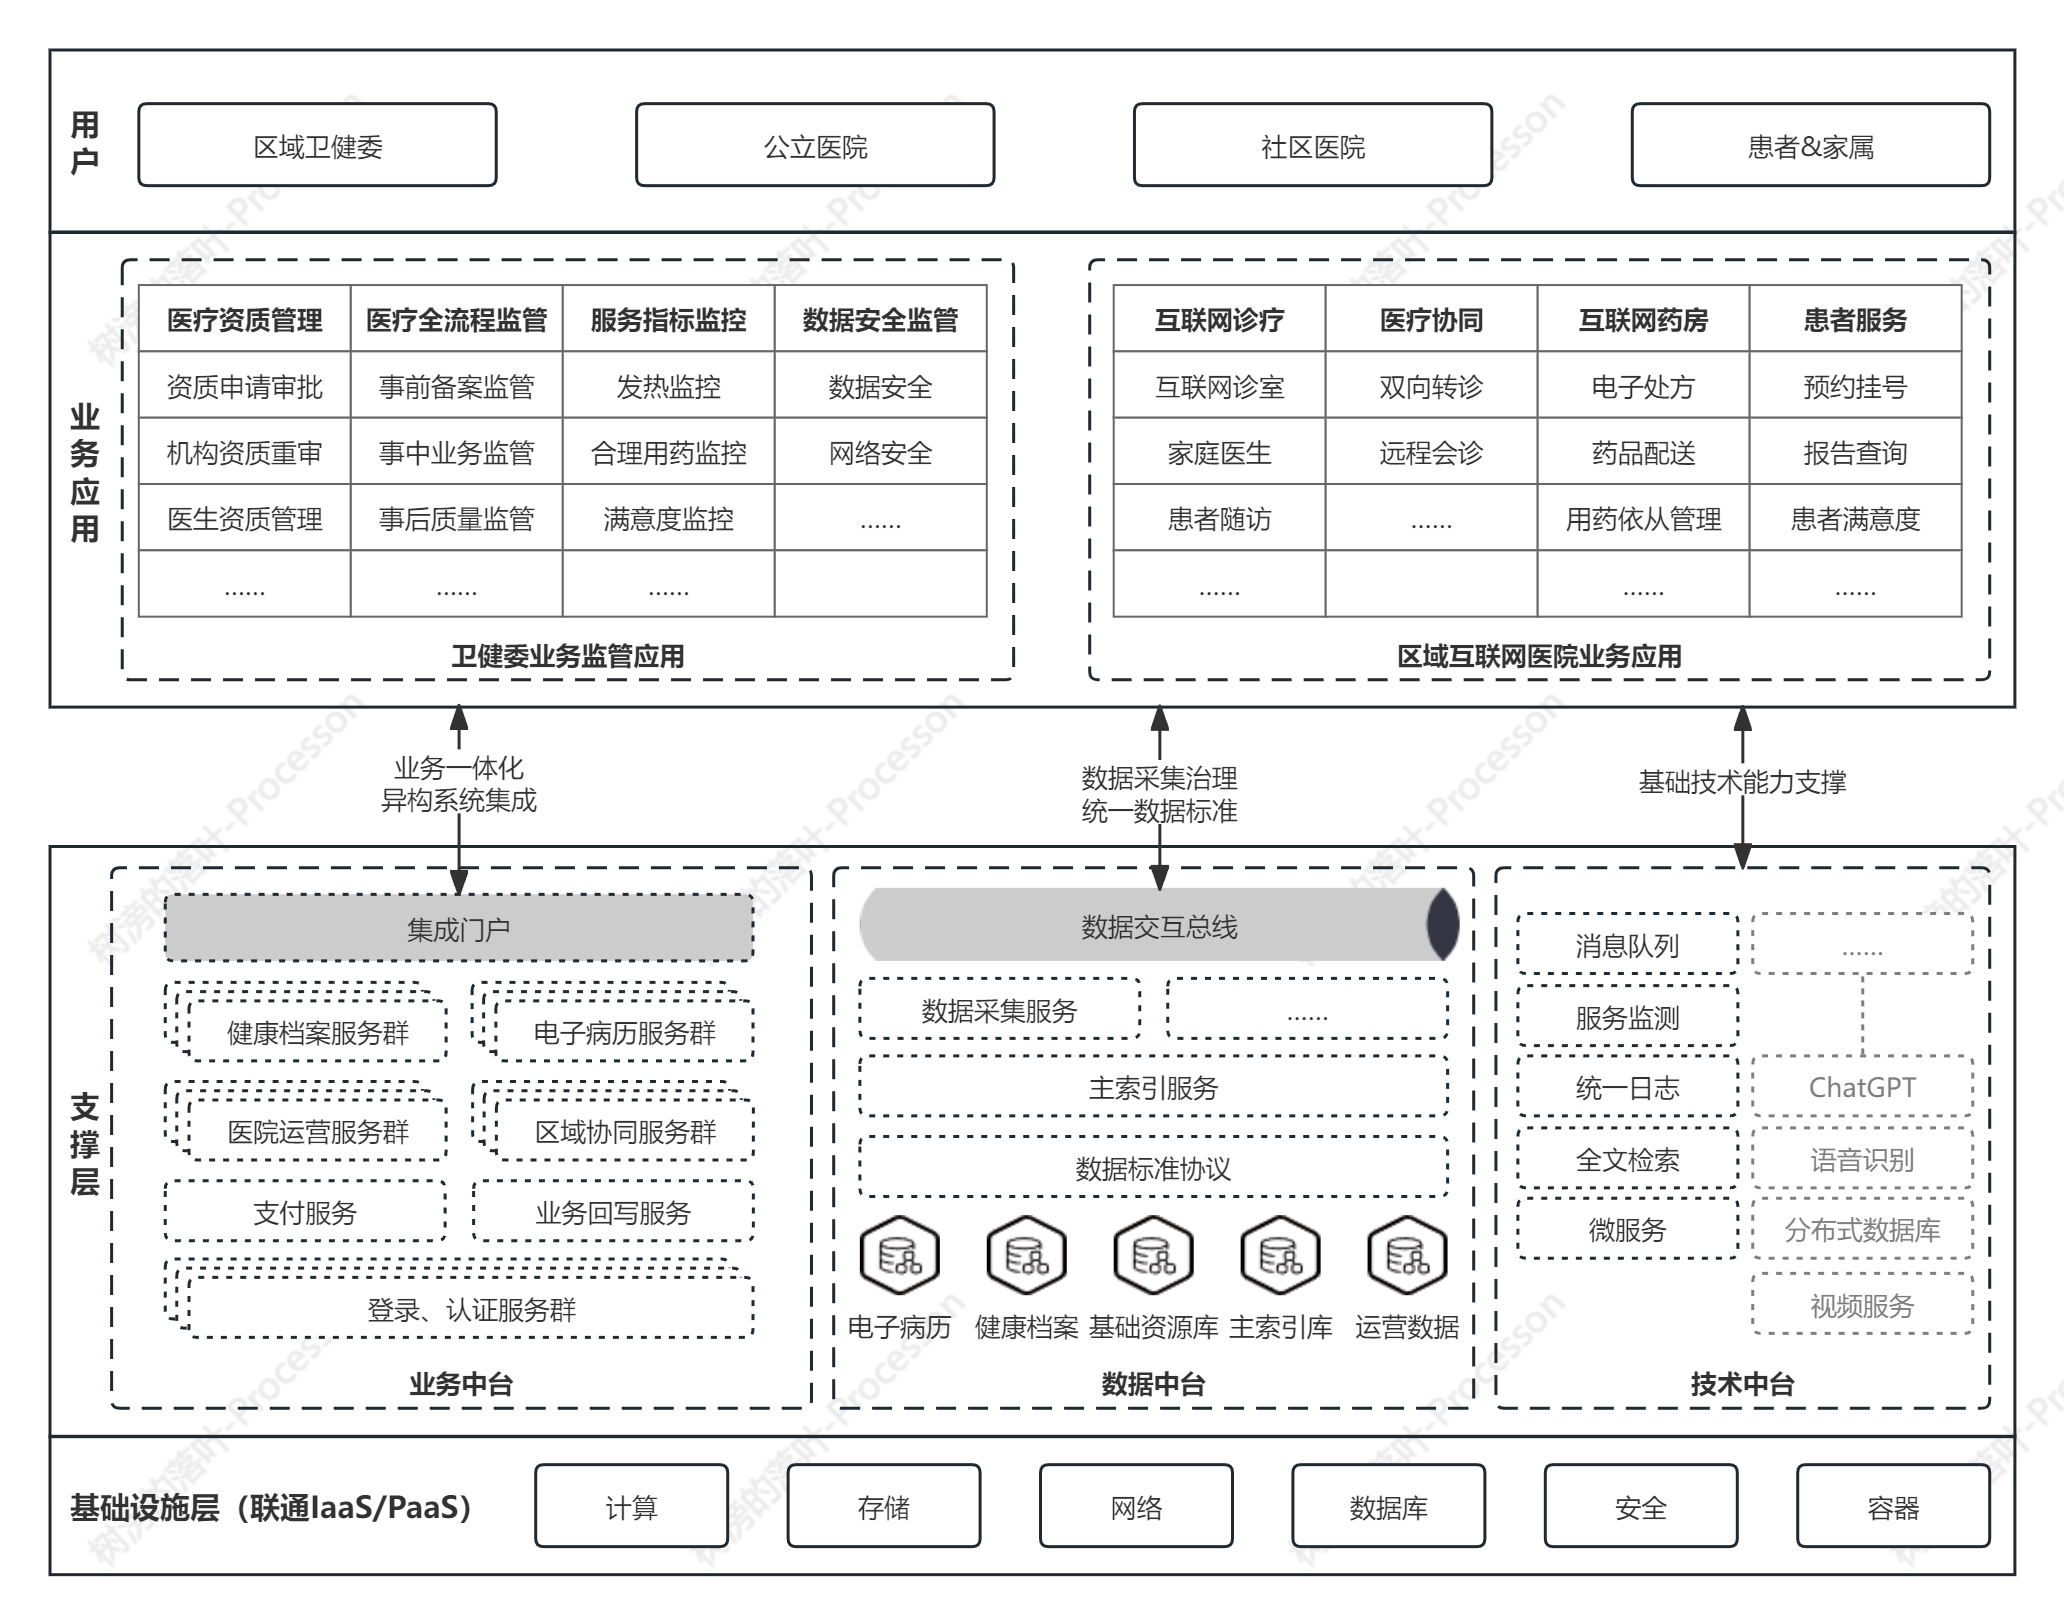 用户
区域卫健委
公立医院
社区医院
患者&家属
业务应用
医疗资质管理 医疗全流程监管 服务指标监控 数据安全监管
资质申请审批 事前备案监管 发热监控 数据安全
机构资质重审 事中业务监管 合理用药监控 网络安全
医生资质管理 事后质量监管 满意度监控 ......
...... ...... ......
卫健委业务监管应用
互联网诊疗 医疗协同 互联网药房 患者服务
互联网诊室 双向转诊 电子处方 预约挂号
家庭医生 远程会诊 药品配送 报告查询
患者随访 ...... 用药依从管理 患者满意度
...... ...... ......
区域互联网医院业务应用
业务一体化
异构系统集成
数据采集治理
统一数据标准
基础技术能力支撑
支撑层
集成门户
健康档案服务群
电子病历服务群
医院运营服务群
区域协同服务群
支付服务
业务回写服务
登录、认证服务群
业务中台
数据交互总线
数据采集服务
......
主索引服务
数据标准协议
电子病历
健康档案
基础资源库
主索引库
运营数据
数据中台
消息队列
......
服务监测
统一日志
ChatGPT
全文检索
语音识别
微服务
分布式数据库
视频服务
技术中台
基础设施层（联通IaaS/PaaS）
计算
存储
网络
数据库
安全
容器
树滂的落叶-Processon